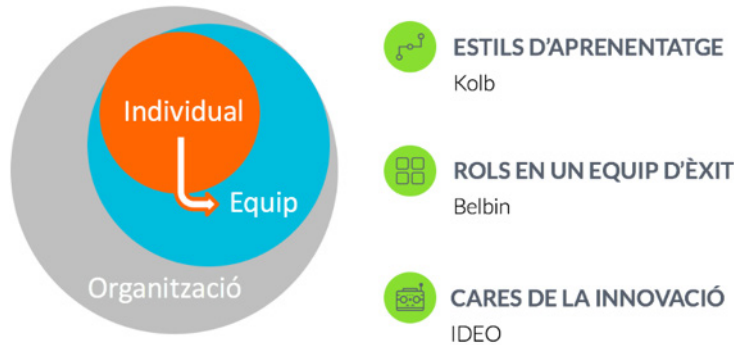 Individual
Equip
Organització
ESTILS D'APRENENTATGE
Kolb
ROLS EN UN EQUIP D'ÈXIT
Belbin
CARES DE LA INNOVACIÓ
IDEO